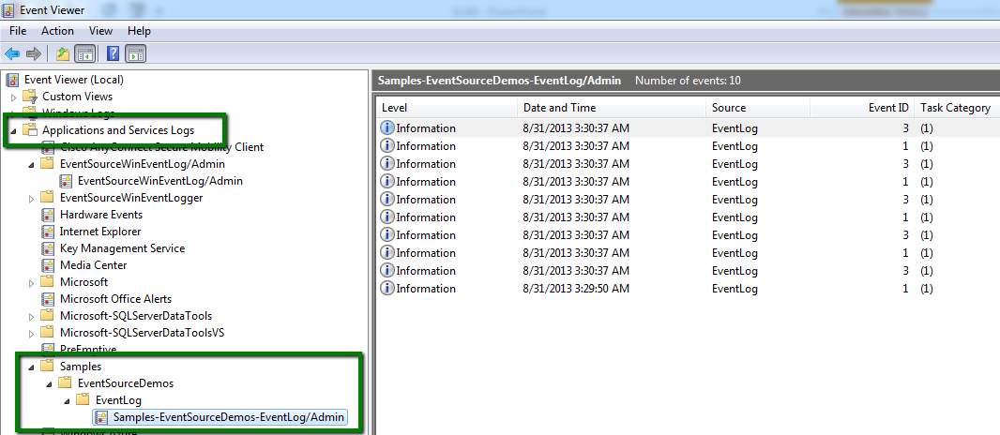 Event Viewer
File Action View Help
Event Viewer (Local)
Custom Views
Windows Logs
Applications and Services Logs
Cisco AnyConnect Secure Mobility Client
EventSourceWinEventLog/Admin
EventSourceWinEventLog/Admin
EventSourceWinEventLogger
Hardware Events
Internet Explorer
Key Management Service
Media Center
Microsoft
Microsoft Office Alerts
Microsoft-SQLServerDataTools
Microsoft-SQLServerDataToolsVS
PreEmptive
Samples
EventSourceDemos
EventLog
Samples-EventSourceDemos-EventLog/Admin
Windows Azure
Samples-EventSourceDemos-EventLog/Admin Number of events: 10
Level Date and Time Source Event ID Task Category
Information 8/31/2013 3:30:37 AM EventLog 3 (1)
Information 8/31/2013 3:30:37 AM EventLog 1 (1)
Information 8/31/2013 3:30:37 AM EventLog 3 (1)
Information 8/31/2013 3:30:37 AM EventLog 1 (1)
Information 8/31/2013 3:30:37 AM EventLog 3 (1)
Information 8/31/2013 3:30:37 AM EventLog 1 (1)
Information 8/31/2013 3:30:37 AM EventLog 3 (1)
Information 8/31/2013 3:30:37 AM EventLog 1 (1)
Information 8/31/2013 3:30:37 AM EventLog 3 (1)
Information 8/31/2013 3:29:50 AM EventLog 1 (1)